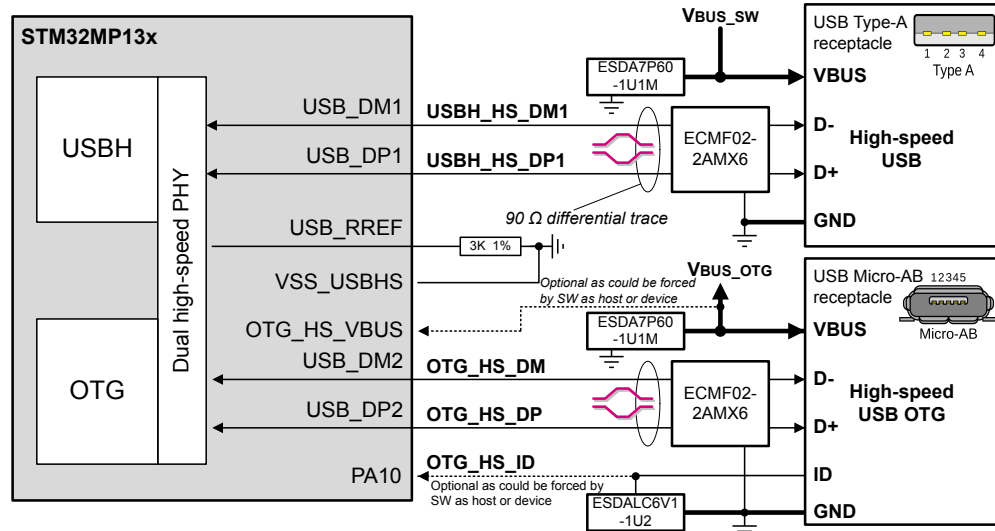 STM32MP13x
USBH
OTG
Dual high-speed PHY
USB_DM1
USB_DP1
USB_RREF
VSS_USBHS
OTG_HS_VBUS
USB_DM2
USB_DP2
PA10
USBH_HS_DM1
USBH_HS_DP1
90 Ω differential trace
3K 1%
Optional as could be forced
by SW as host or device
OTG_HS_DM
OTG_HS_DP
OTG_HS_ID
Optional as could be forced by
SW as host or device
VBUS_SW
ESDA7P60
-1U1M
ECMF02-
2AMX6
VBUS_OTG
ESDA7P60
-1U1M
ECMF02-
2AMX6
ESDALC6V1
-1U2
USB Type-A
receptacle
1 2 3 4
Type A
VBUS
D-
High-speed
USB
D+
GND
USB Micro-AB
receptacle
12345
Micro-AB
VBUS
D-
High-speed
USB OTG
D+
ID
GND